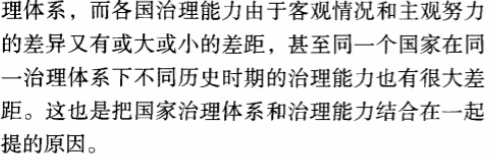 理体系，而各国治理能力由于客观情况和主观努力
的差异又有或大或小的差距，甚至同一个国家在同
一治理体系下不同历史时期的治理能力也有很大差
距。这也是把国家治理体系和治理能力结合在一起
提的原因。